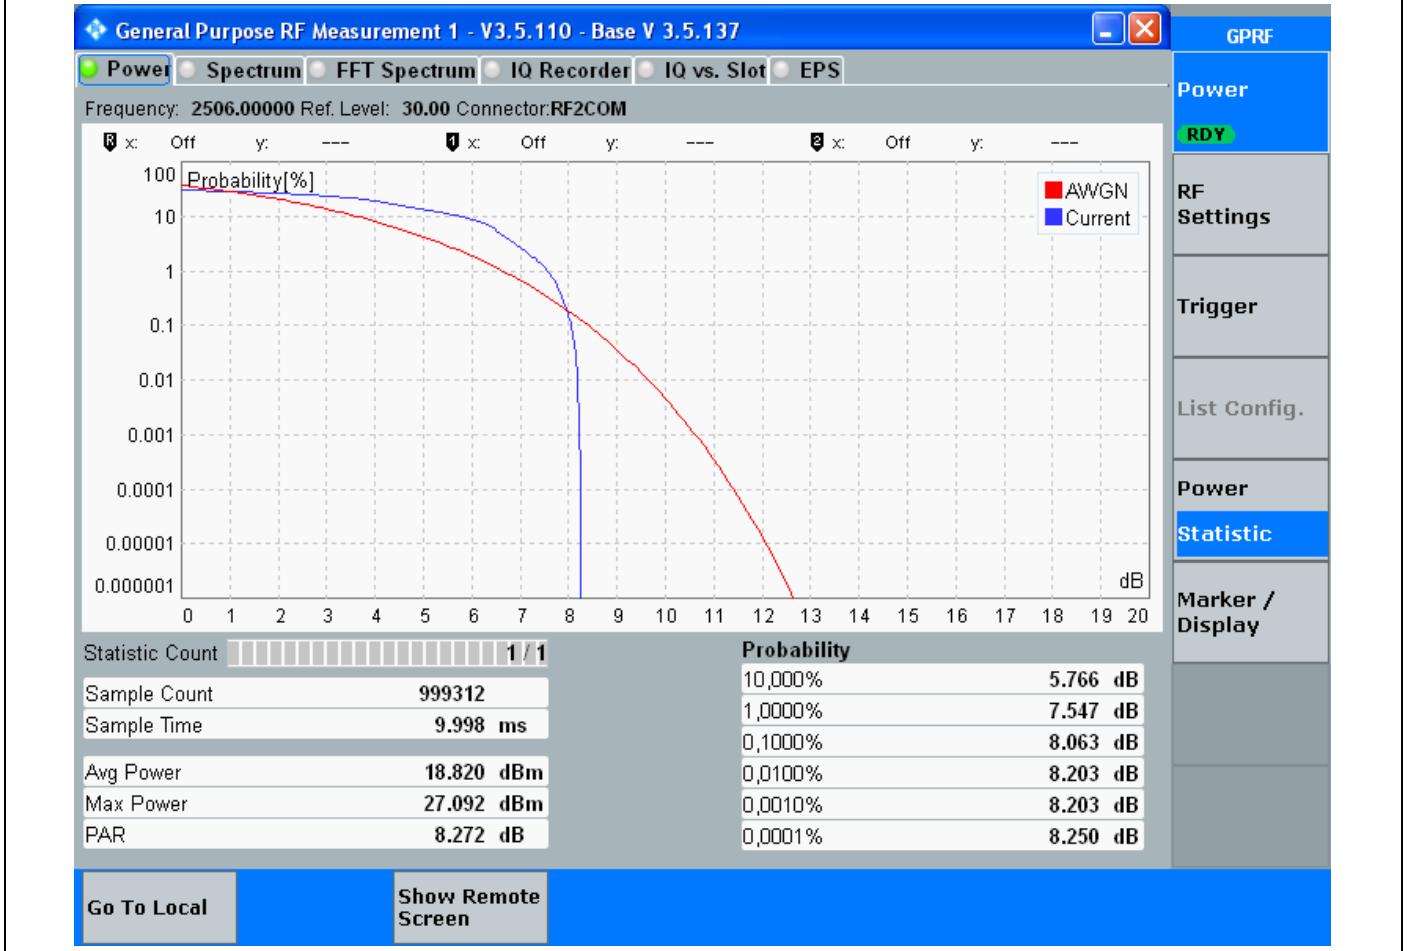 General Purpose RF Measurement 1 - V3.5.110 - Base V 3.5.137
GPRF
Power Spectrum FFT Spectrum IQ Recorder IQ vs. Slot EPS
Frequency: 2506.00000 Ref. Level: 30.00 Connector:RF2COM
R x: Off y: --- 1 x: Off y: --- 2 x: Off y: ---
Probability[%]
AWGN
Current
100
10
1
0.1
0.01
0.001
0.0001
0.00001
0.000001
dB
0 1 2 3 4 5 6 7 8 9 10 11 12 13 14 15 16 17 18 19 20
Statistic Count 1 / 1
Sample Count 999312
Sample Time 9.998 ms
Avg Power 18.820 dBm
Max Power 27.092 dBm
PAR 8.272 dB
Probability
10,000% 5.766 dB
1,0000% 7.547 dB
0,1000% 8.063 dB
0,0100% 8.203 dB
0,0010% 8.203 dB
0,0001% 8.250 dB
Power
RDY
RF
Settings
Trigger
List Config.
Power
Statistic
Marker /
Display
Go To Local
Show Remote
Screen